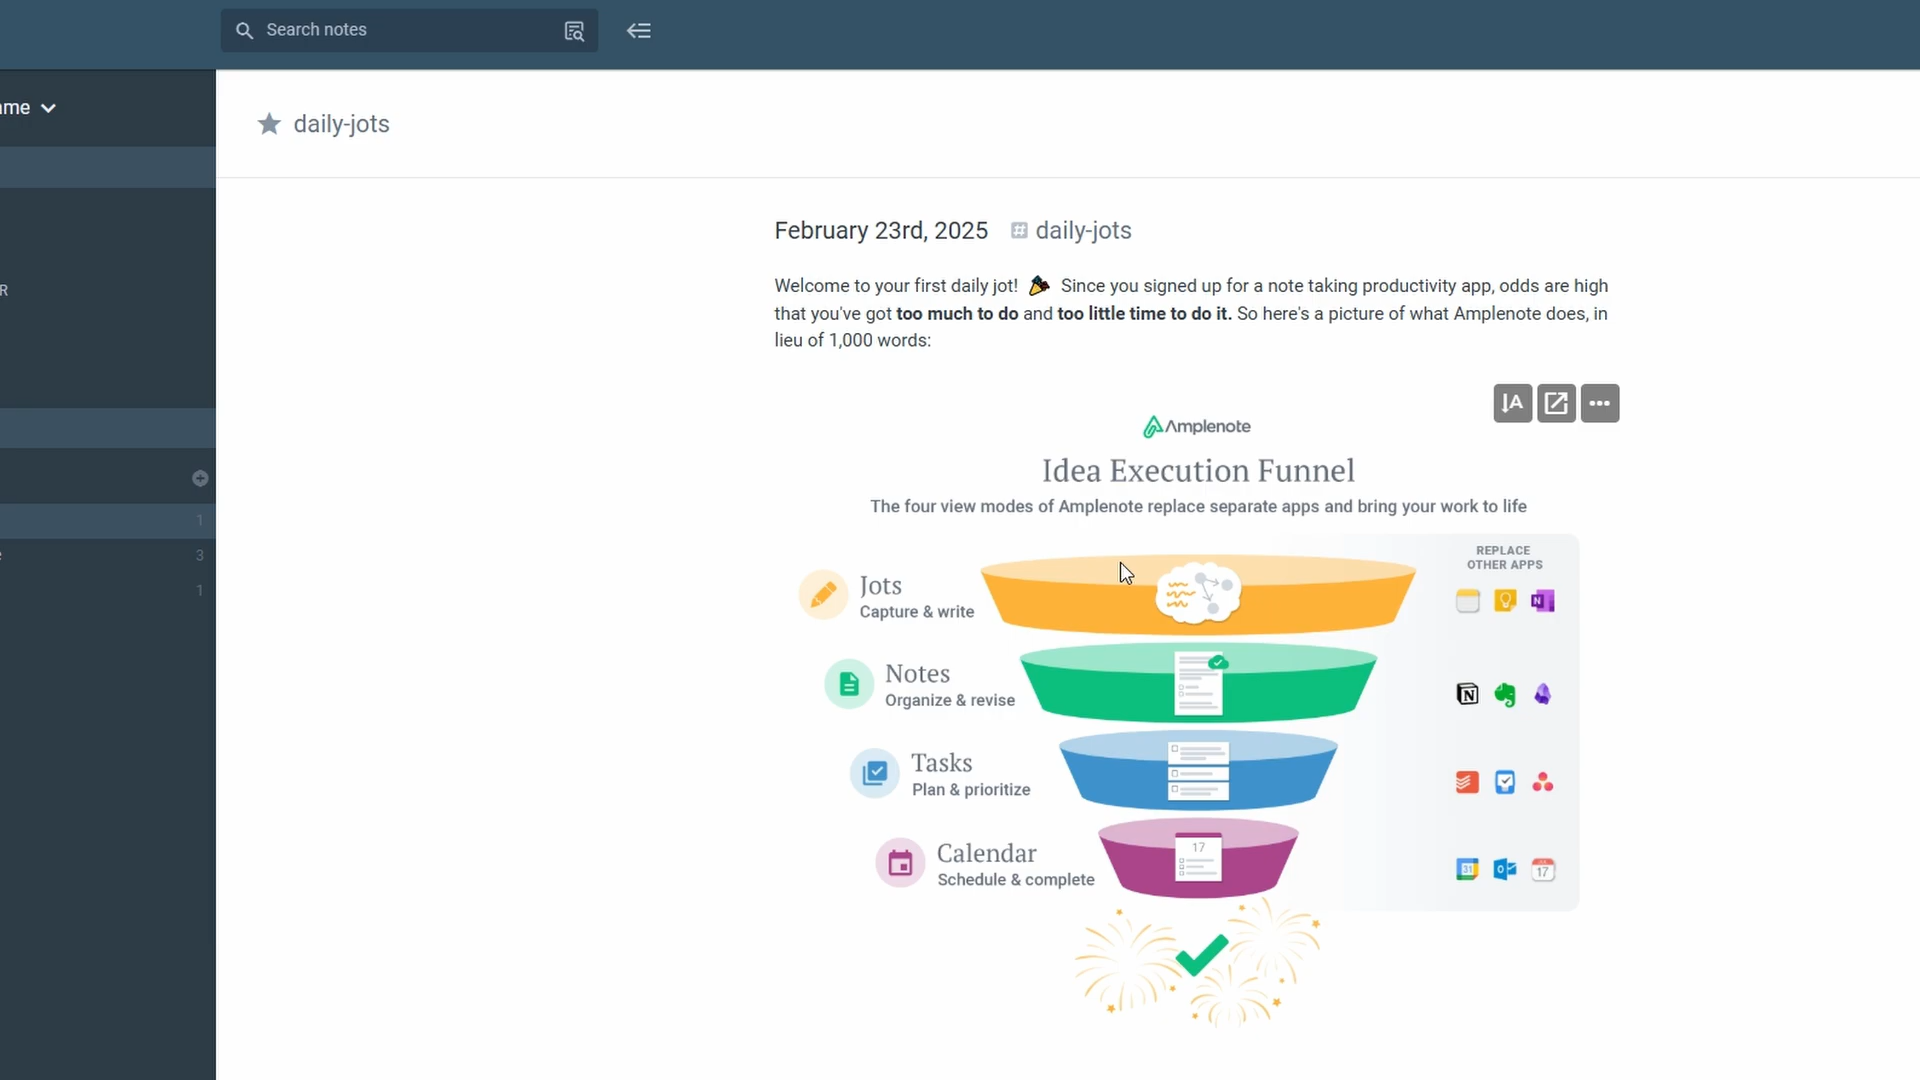 Search notes
ame
daily-jots
R
1
e 3
1
February 23rd, 2025 daily-jots
Welcome to your first daily jot! Since you signed up for a note taking productivity app, odds are high
that you've got too much to do and too little time to do it. So here's a picture of what Amplenote does, in
lieu of 1,000 words:
Amplenote
Idea Execution Funnel
The four view modes of Amplenote replace separate apps and bring your work to life
REPLACE
OTHER APPS
Jots
Capture & write
Notes
Organize & revise
Tasks
Plan & prioritize
Calendar
Schedule & complete
17
31
17